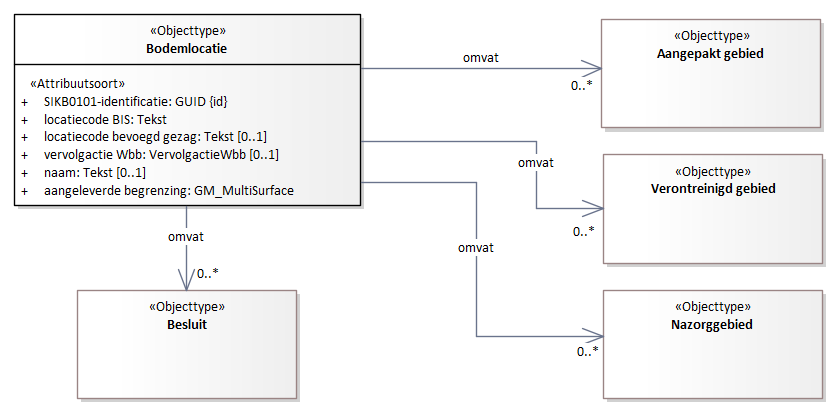 «Objecttype»
Bodemlocatie
«Attribuutsoort»
+ SIKB0101-identificatie: GUID {id}
+ locatiecode BIS: Tekst
+ locatiecode bevoegd gezag: Tekst [0..1]
+ vervolgactie Wbb: VervolgactieWbb [0..1]
+ naam: Tekst [0..1]
+ aangeleverde begrenzing: GM_MultiSurface
omvat
0..*
«Objecttype»
Aangepakt gebied
omvat
0..*
«Objecttype»
Verontreinigd gebied
omvat
0..*
«Objecttype»
Nazorggebied
omvat
0..*
«Objecttype»
Besluit